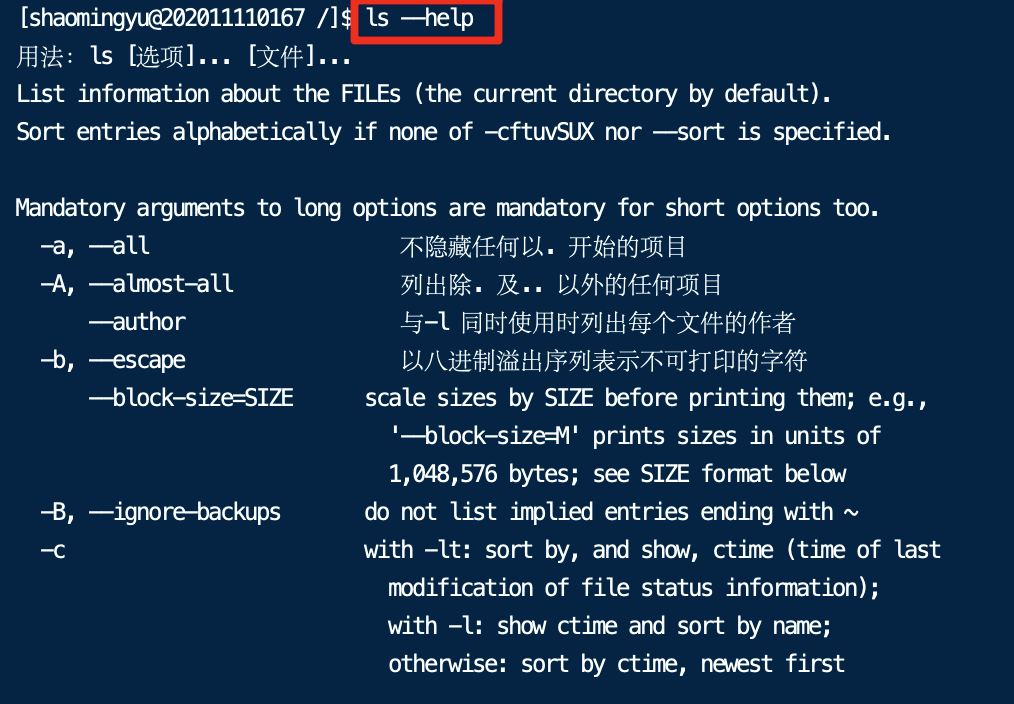 [shaomingyu@202011110167 /]$ ls --help
用法：ls [选项]... [文件]...
List information about the FILEs (the current directory by default).
Sort entries alphabetically if none of -cftuvSUX nor --sort is specified.
Mandatory arguments to long options are mandatory for short options too.
-a, --all 不隐藏任何以. 开始的项目
-A, --almost-all 列出除. 及.. 以外的任何项目
--author 与-l 同时使用时列出每个文件的作者
-b, --escape 以八进制溢出序列表示不可打印的字符
--block-size=SIZE scale sizes by SIZE before printing them; e.g.,
'--block-size=M' prints sizes in units of
1,048,576 bytes; see SIZE format below
-B, --ignore-backups do not list implied entries ending with ~
-c with -lt: sort by, and show, ctime (time of last
modification of file status information);
with -l: show ctime and sort by name;
otherwise: sort by ctime, newest first